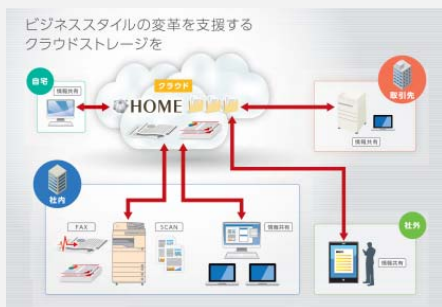 ビジネススタイルの変革を支援する
クラウドストレージを
自宅
情報共有
クラウド
HOME
取引先
情報共有
社内
FAX
SCAN
情報共有
社外
情報共有